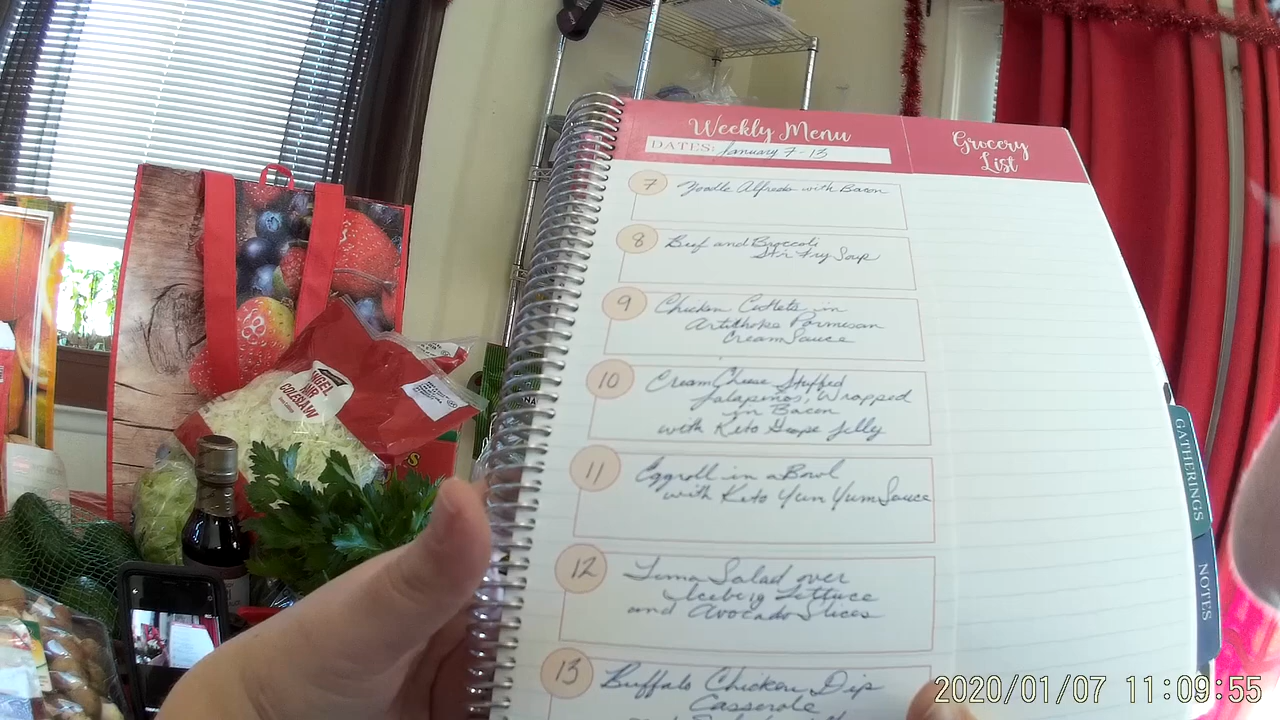 Weekly Menu
DATES: January 7-13
Grocery
List
7
Noodle Alfredo with Bacon
8
Beef and Broccoli
Stir Fry Soup
9
Chicken Cutlets in
Artichoke Parmesan
Cream Sauce
10
Cream Cheese Stuffed
Jalapeños, Wrapped
in Bacon
with Keto Grape Jelly
11
Eggroll in a Bowl
with Keto Yum Yum Sauce
12
Tuna Salad over
Iceberg Lettuce
and Avocado Slices
13
Buffalo Chicken Dip
Casserole
GATHERINGS
NOTES
ANGEL
HAIR
COLESLAW
2020/01/07 11:09:55